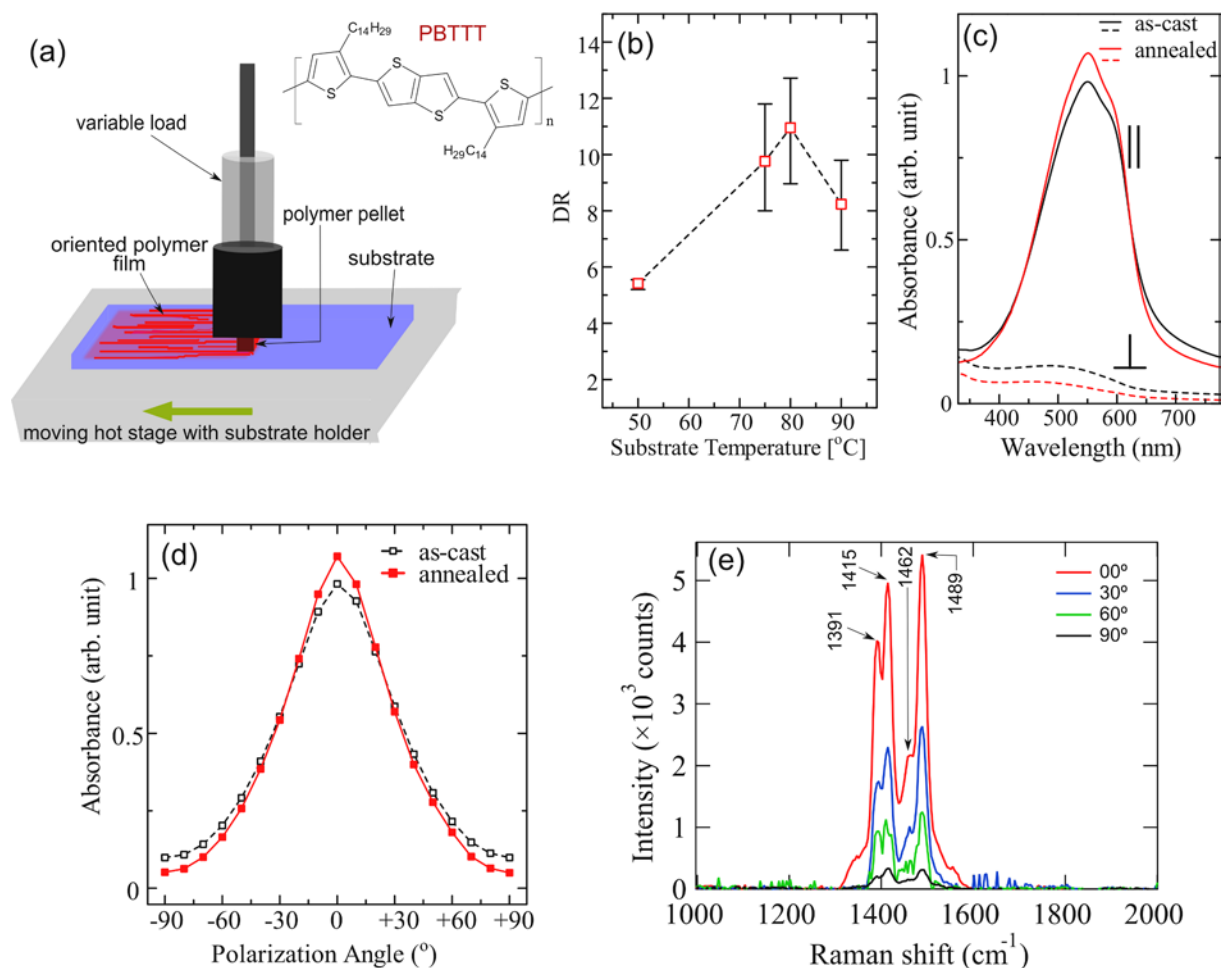 (a)
C14H29
PBTTT
S
S
S
S
n
H29C14
variable load
polymer pellet
oriented polymer
film
substrate
moving hot stage with substrate holder
(b)
14
12
10
8
6
4
2
DR
50
60
70
80
90
Substrate Temperature [°C]
(c)
as-cast
annealed
||
⊥
1
0.5
0
Absorbance (arb. unit)
400
500
600
700
Wavelength (nm)
(d)
as-cast
annealed
1
0.5
0
Absorbance (arb. unit)
-90
-60
-30
0
+30
+60
+90
Polarization Angle (°)
(e)
1391
1415
1462
1489
00º
30º
60º
90º
5
4
3
2
1
0
Intensity (×10³ counts)
1000
1200
1400
1600
1800
2000
Raman shift (cm⁻¹)